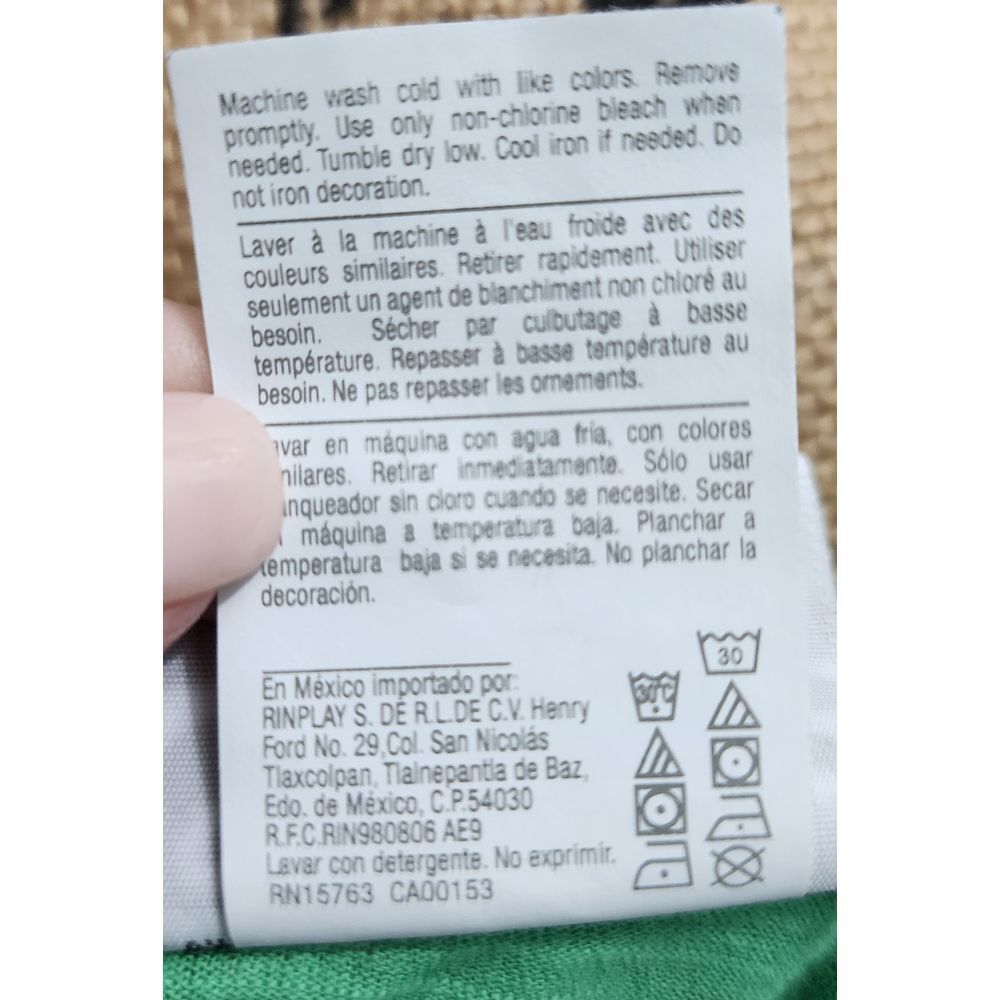 Machine wash cold with like colors. Remove
promptly. Use only non-chlorine bleach when
needed. Tumble dry low. Cool iron if needed. Do
not iron decoration.
Laver à la machine à l'eau froide avec des
couleurs similaires. Retirer rapidement. Utiliser
seulement un agent de blanchiment non chloré au
besoin. Sécher par culbutage à basse
température. Repasser à basse température au
besoin. Ne pas repasser les ornements.
var en máquina con agua fría, con colores
nilares. Retirar inmediatamente. Sólo usar
nqueador sin cloro cuando se necesite. Secar
máquina a temperatura baja. Planchar a
temperatura baja si se necesita. No planchar la
decoración.
En México importado por:
RINPLAY S. DE R.L.DE C.V. Henry
Ford No. 29,Col. San Nicolás
Tlaxcolpan, Tlalnepantla de Baz,
Edo. de México, C.P.54030
R.F.C.RIN980806 AE9
Lavar con detergente. No exprimir.
RN15763 CA00153
30
30°C